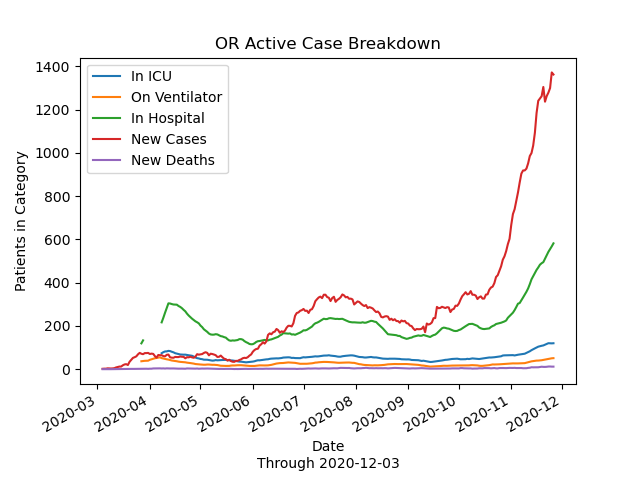 OR Active Case Breakdown
In ICU
On Ventilator
In Hospital
New Cases
New Deaths
1400
1200
1000
800
600
400
200
0
Patients in Category
2020-03
2020-04
2020-05
2020-06
2020-07
2020-08
2020-09
2020-10
2020-11
2020-12
Date
Through 2020-12-03